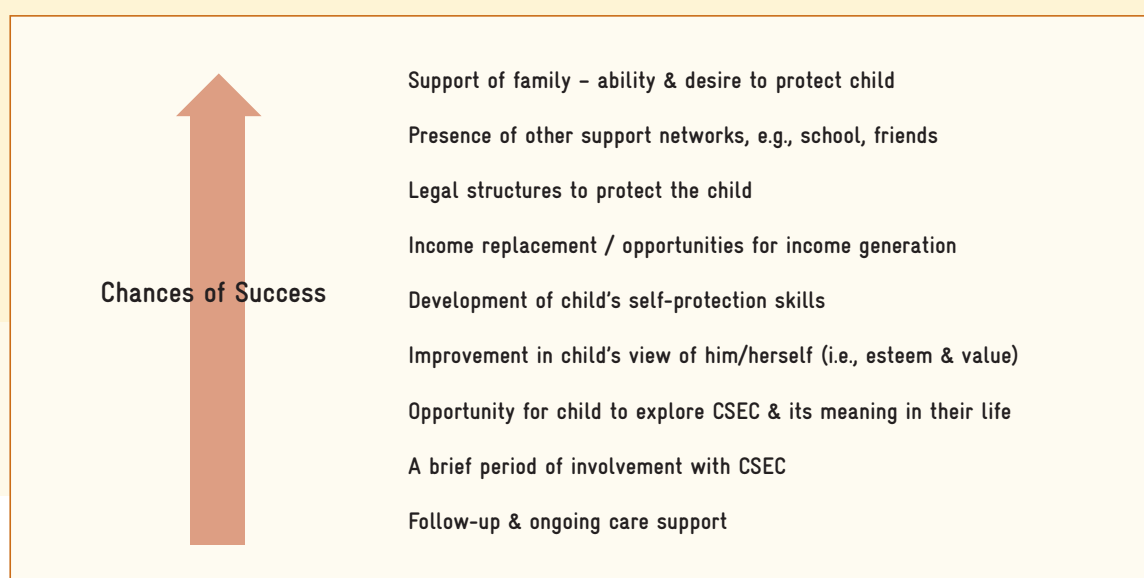 Support of family – ability & desire to protect child
Presence of other support networks, e.g., school, friends
Legal structures to protect the child
Income replacement / opportunities for income generation
Chances of Success
Development of child's self-protection skills
Improvement in child's view of him/herself (i.e., esteem & value)
Opportunity for child to explore CSEC & its meaning in their life
A brief period of involvement with CSEC
Follow-up & ongoing care support